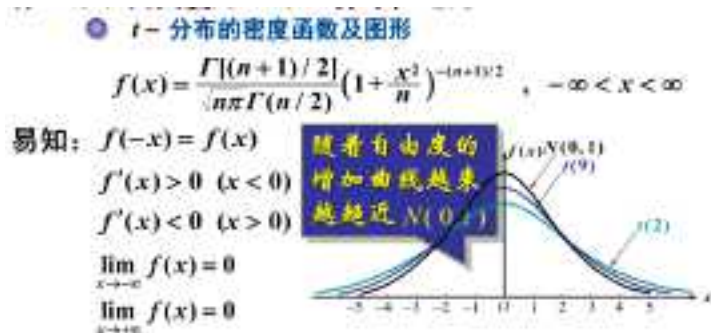 t－分布的密度函数及图形
f(x)=Γ[(n+1)/2]/(√nπ Γ(n/2)) (1+x²/n)^-(n+1)/2 ， -∞<x<∞
易知：f(-x)=f(x)
f′(x)>0 (x<0)
f′(x)<0 (x>0)
lim x→-∞ f(x)=0
lim x→+∞ f(x)=0
随着自由度的
增加曲线越来
越趋近 N(0,1)
f(x) N(0,1)
t(9)
t(2)
-5 -4 -3 -2 -1 0 1 2 3 4 5 x